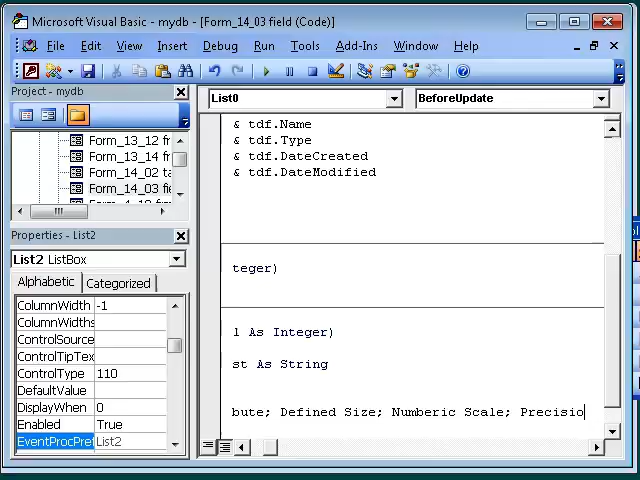 Microsoft Visual Basic - mydb - [Form_14_03 field (Code)]
File Edit View Insert Debug Run Tools Add-Ins Window Help
Project - mydb
List0 BeforeUpdate
Form_13_12 fr
Form_13_14 fr
Form_14_02 ta
Form_14_03 fie
& tdf.Name
& tdf.Type
& tdf.DateCreated
& tdf.DateModified
Properties - List2
List2 ListBox
Alphabetic Categorized
ColumnWidth -1
ColumnWidths
ControlSource
ControlTipTex
ControlType 110
DefaultValue
DisplayWhen 0
Enabled True
EventProcPref List2
teger)
l As Integer)
st As String
bute; Defined Size; Numberic Scale; Precisio